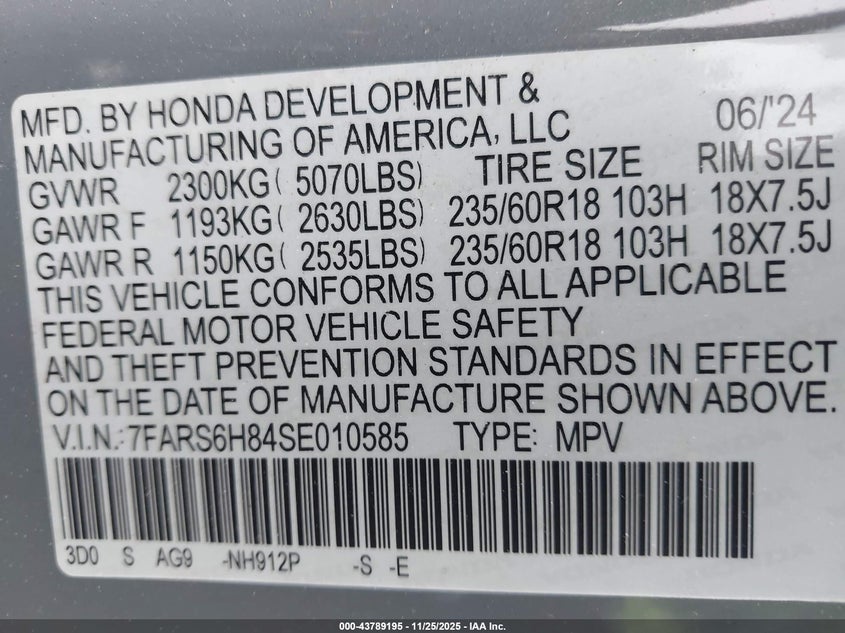 MFD. BY HONDA DEVELOPMENT &
MANUFACTURING OF AMERICA, LLC 06/'24
GVWR 2300KG( 5070LBS) TIRE SIZE RIM SIZE
GAWR F 1193KG( 2630LBS) 235/60R18 103H 18X7.5J
GAWR R 1150KG( 2535LBS) 235/60R18 103H 18X7.5J
THIS VEHICLE CONFORMS TO ALL APPLICABLE
FEDERAL MOTOR VEHICLE SAFETY
AND THEFT PREVENTION STANDARDS IN EFFECT
ON THE DATE OF MANUFACTURE SHOWN ABOVE.
V.I.N.:7FARS6H84SE010585 TYPE: MPV
3D0 S AG9 -NH912P -S -E
000-43789195 - 11/25/2025 - IAA Inc.